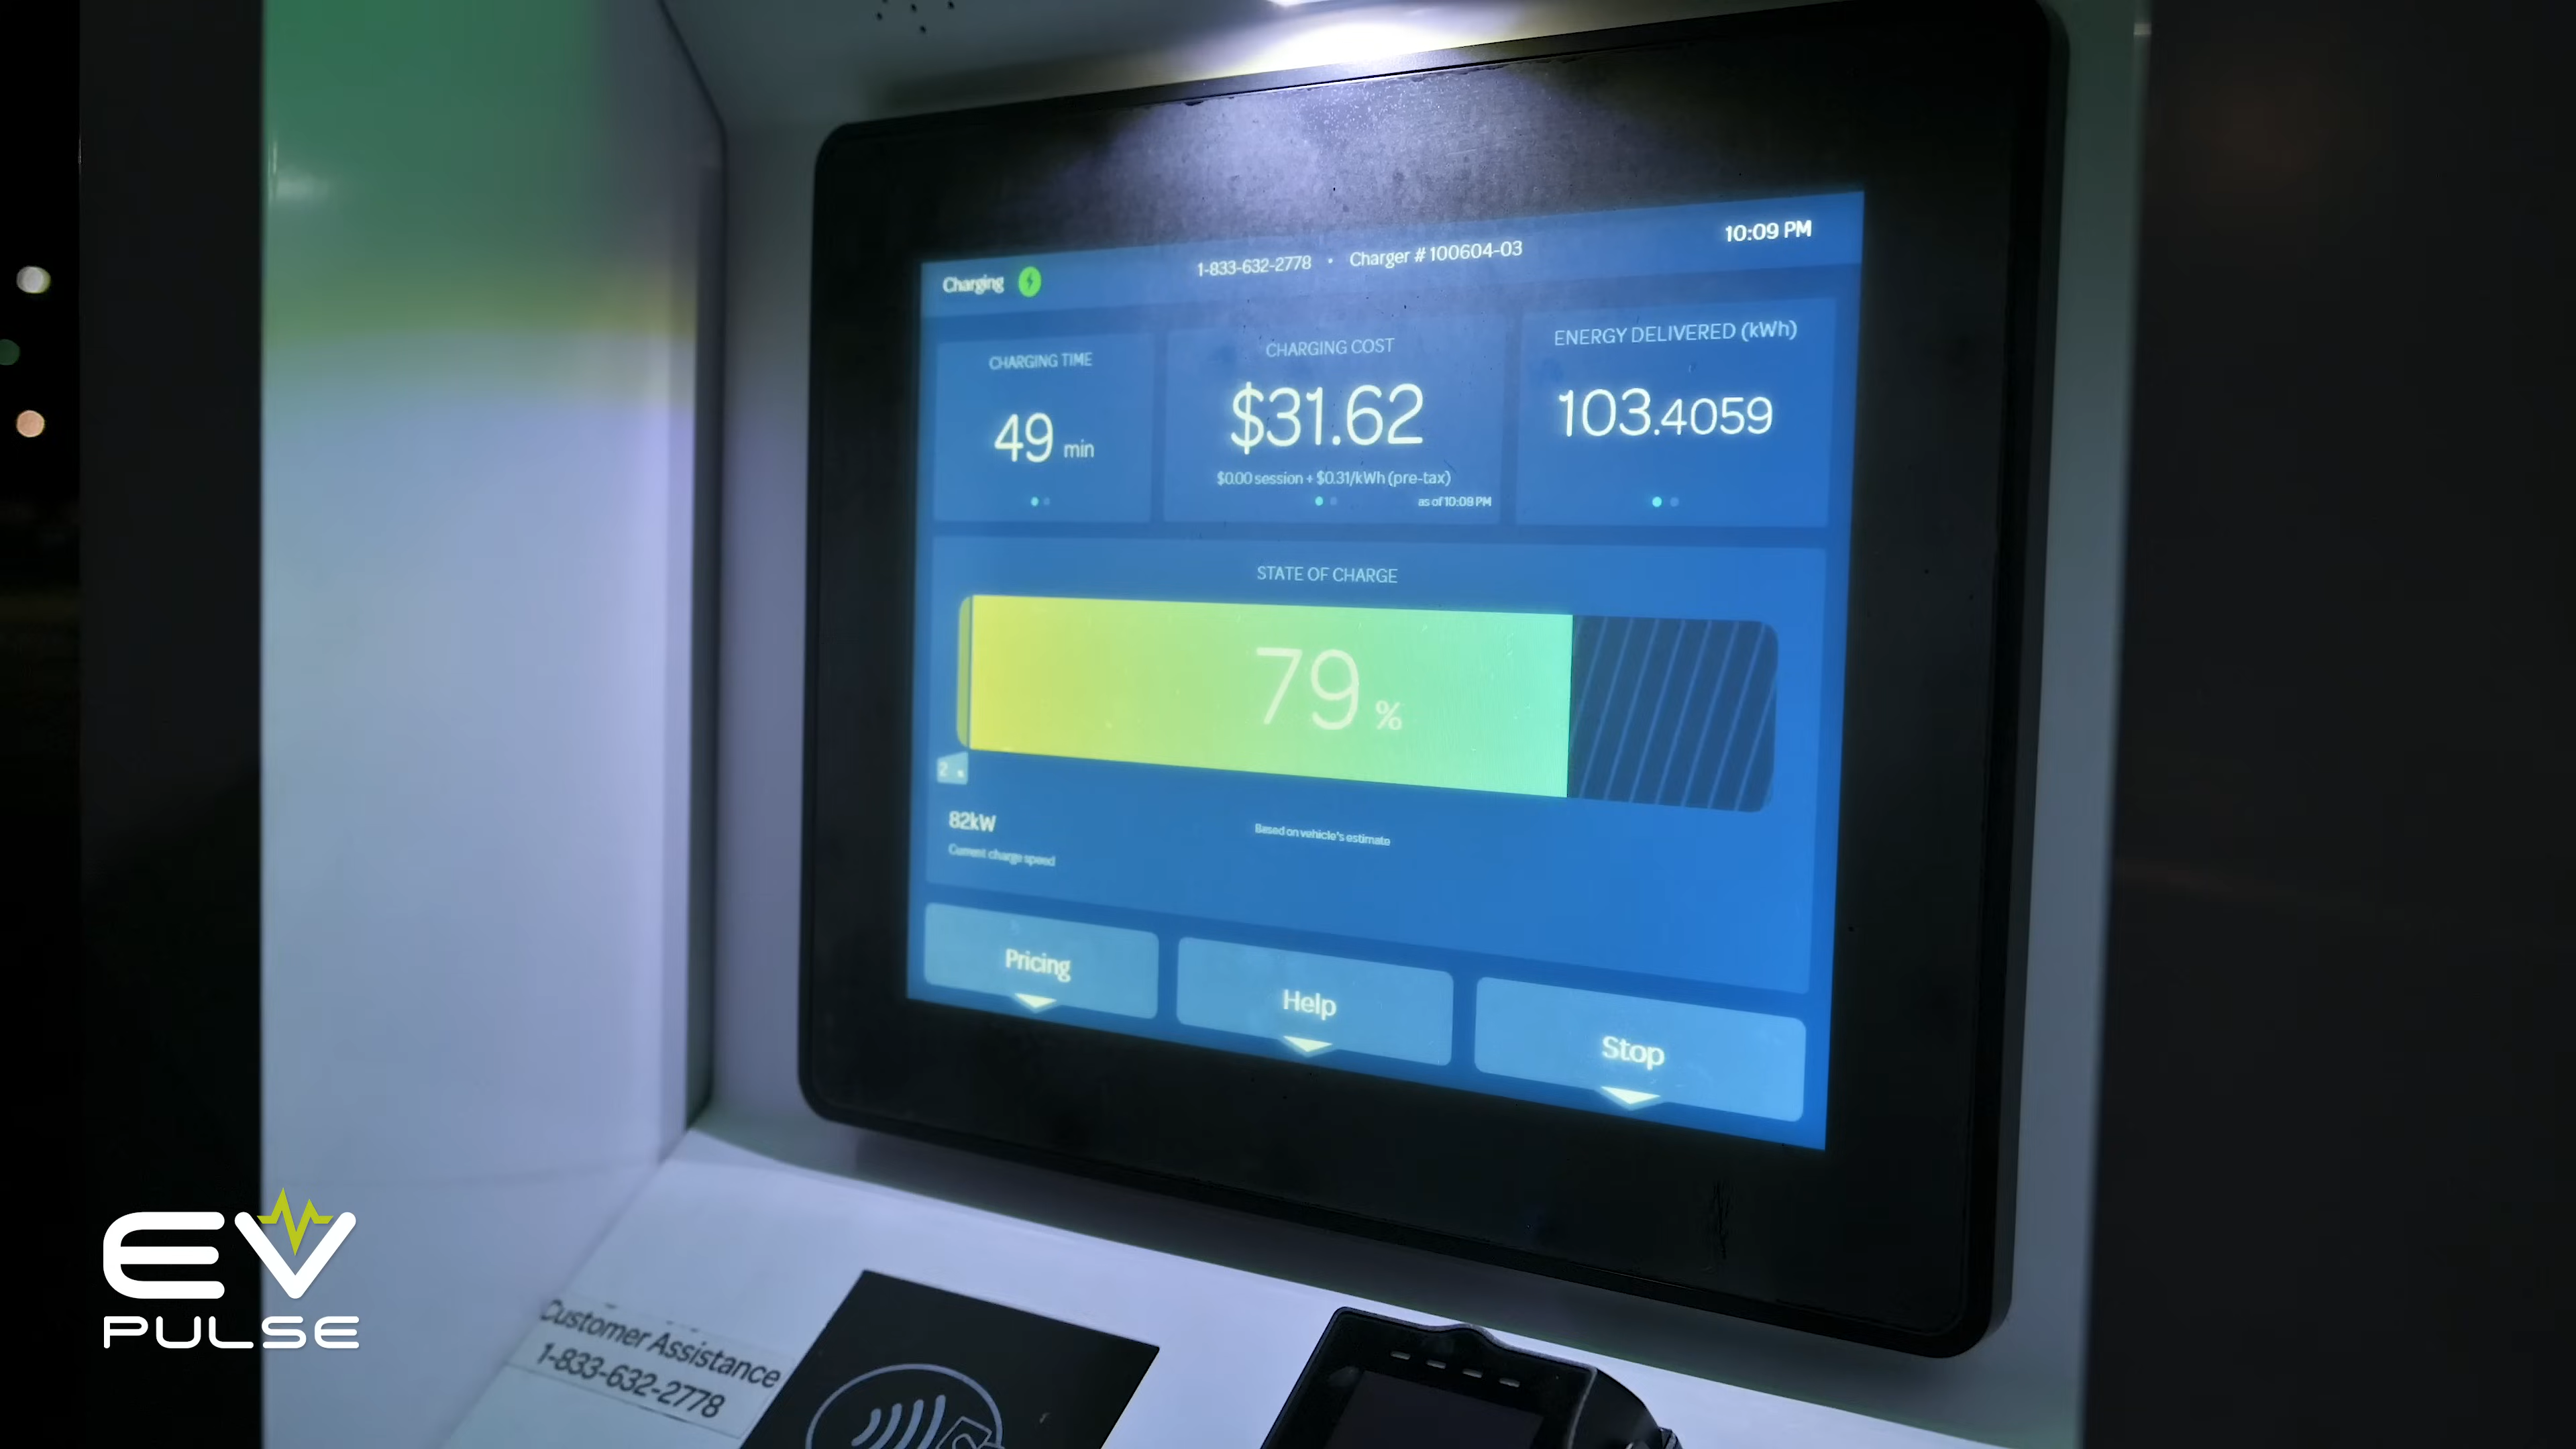 10:09 PM
1-833-632-2778 • Charger # 100604-03
Charging
CHARGING TIME
49 min
CHARGING COST
$31.62
$0.00 session + $0.31/kWh (pre-tax)
as of 10:08 PM
ENERGY DELIVERED (kWh)
103.4059
STATE OF CHARGE
79 %
2
82kW
Current charge speed
Based on vehicle's estimate
Pricing
Help
Stop
Customer Assistance
1-833-632-2778
EV
PULSE